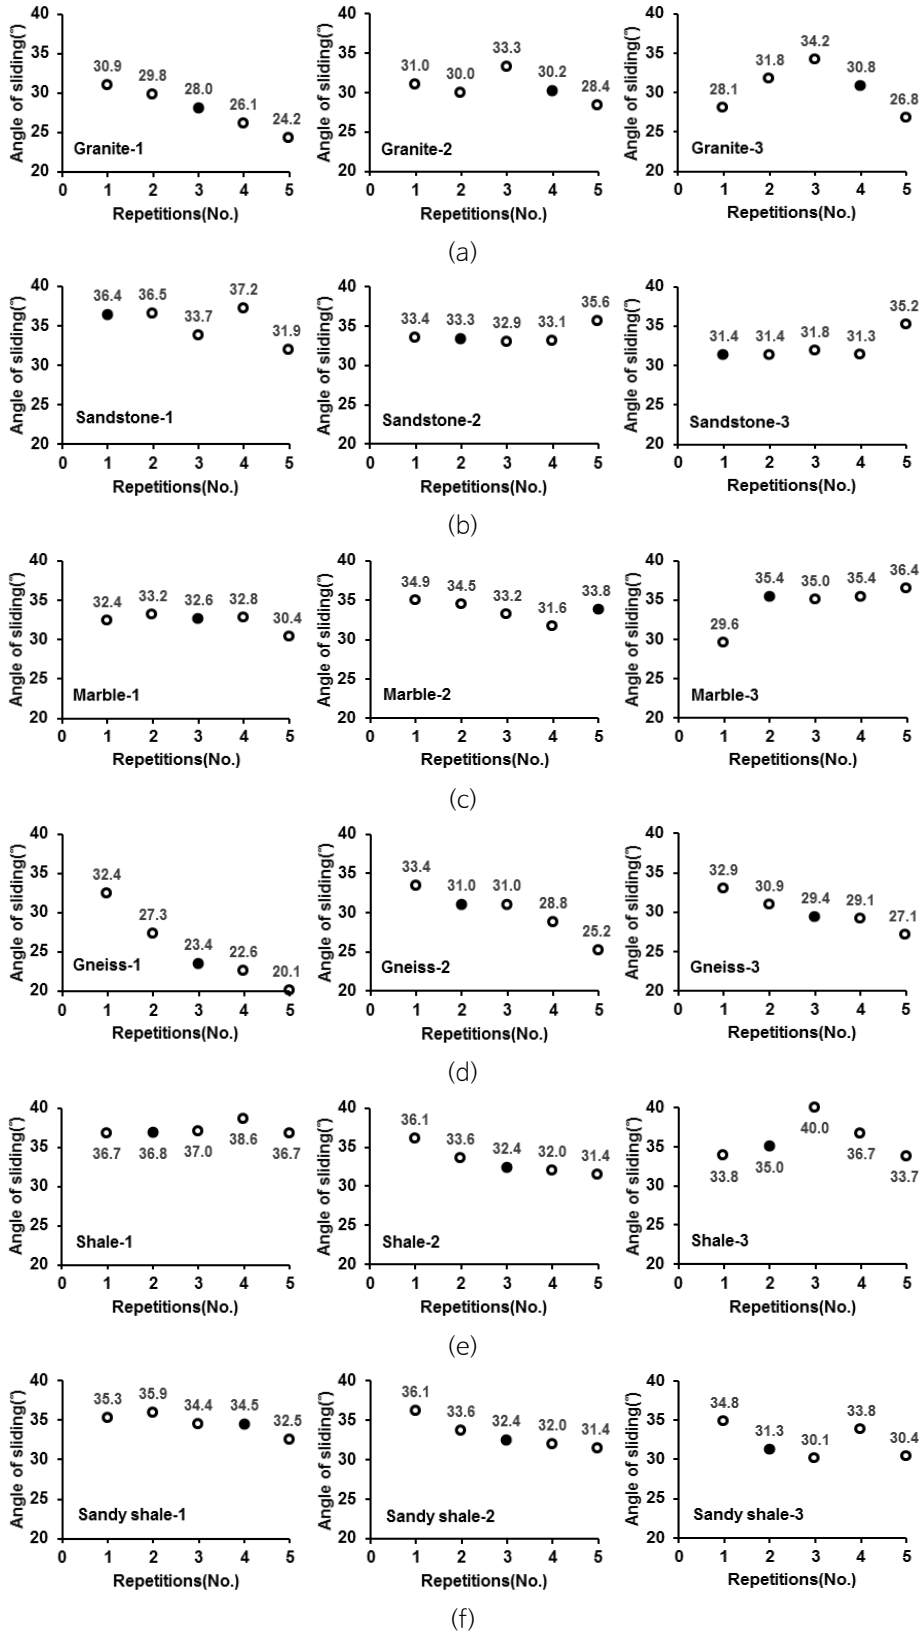 Angle of sliding(°)
40
35
30
25
20
30.9
29.8
28.0
26.1
24.2
Granite-1
0 1 2 3 4 5
Repetitions(No.)
Angle of sliding(°)
40
35
30
25
20
31.0
30.0
33.3
30.2
28.4
Granite-2
0 1 2 3 4 5
Repetitions(No.)
Angle of sliding(°)
40
35
30
25
20
28.1
31.8
34.2
30.8
26.8
Granite-3
0 1 2 3 4 5
Repetitions(No.)
(a)
Angle of sliding(°)
40
35
30
25
20
36.4
36.5
33.7
37.2
31.9
Sandstone-1
0 1 2 3 4 5
Repetitions(No.)
Angle of sliding(°)
40
35
30
25
20
33.4
33.3
32.9
33.1
35.6
Sandstone-2
0 1 2 3 4 5
Repetitions(No.)
Angle of sliding(°)
40
35
30
25
20
31.4
31.4
31.8
31.3
35.2
Sandstone-3
0 1 2 3 4 5
Repetitions(No.)
(b)
Angle of sliding(°)
40
35
30
25
20
32.4
33.2
32.6
32.8
30.4
Marble-1
0 1 2 3 4 5
Repetitions(No.)
Angle of sliding(°)
40
35
30
25
20
34.9
34.5
33.2
31.6
33.8
Marble-2
0 1 2 3 4 5
Repetitions(No.)
Angle of sliding(°)
40
35
30
25
20
29.6
35.4
35.0
35.4
36.4
Marble-3
0 1 2 3 4 5
Repetitions(No.)
(c)
Angle of sliding(°)
40
35
30
25
20
32.4
27.3
23.4
22.6
20.1
Gneiss-1
0 1 2 3 4 5
Repetitions(No.)
Angle of sliding(°)
40
35
30
25
20
33.4
31.0
31.0
28.8
25.2
Gneiss-2
0 1 2 3 4 5
Repetitions(No.)
Angle of sliding(°)
40
35
30
25
20
32.9
30.9
29.4
29.1
27.1
Gneiss-3
0 1 2 3 4 5
Repetitions(No.)
(d)
Angle of sliding(°)
40
35
30
25
20
36.7
36.8
37.0
38.6
36.7
Shale-1
0 1 2 3 4 5
Repetitions(No.)
Angle of sliding(°)
40
35
30
25
20
36.1
33.6
32.4
32.0
31.4
Shale-2
0 1 2 3 4 5
Repetitions(No.)
Angle of sliding(°)
40
35
30
25
20
33.8
35.0
40.0
36.7
33.7
Shale-3
0 1 2 3 4 5
Repetitions(No.)
(e)
Angle of sliding(°)
40
35
30
25
20
35.3
35.9
34.4
34.5
32.5
Sandy shale-1
0 1 2 3 4 5
Repetitions(No.)
Angle of sliding(°)
40
35
30
25
20
36.1
33.6
32.4
32.0
31.4
Sandy shale-2
0 1 2 3 4 5
Repetitions(No.)
Angle of sliding(°)
40
35
30
25
20
34.8
31.3
30.1
33.8
30.4
Sandy shale-3
0 1 2 3 4 5
Repetitions(No.)
(f)